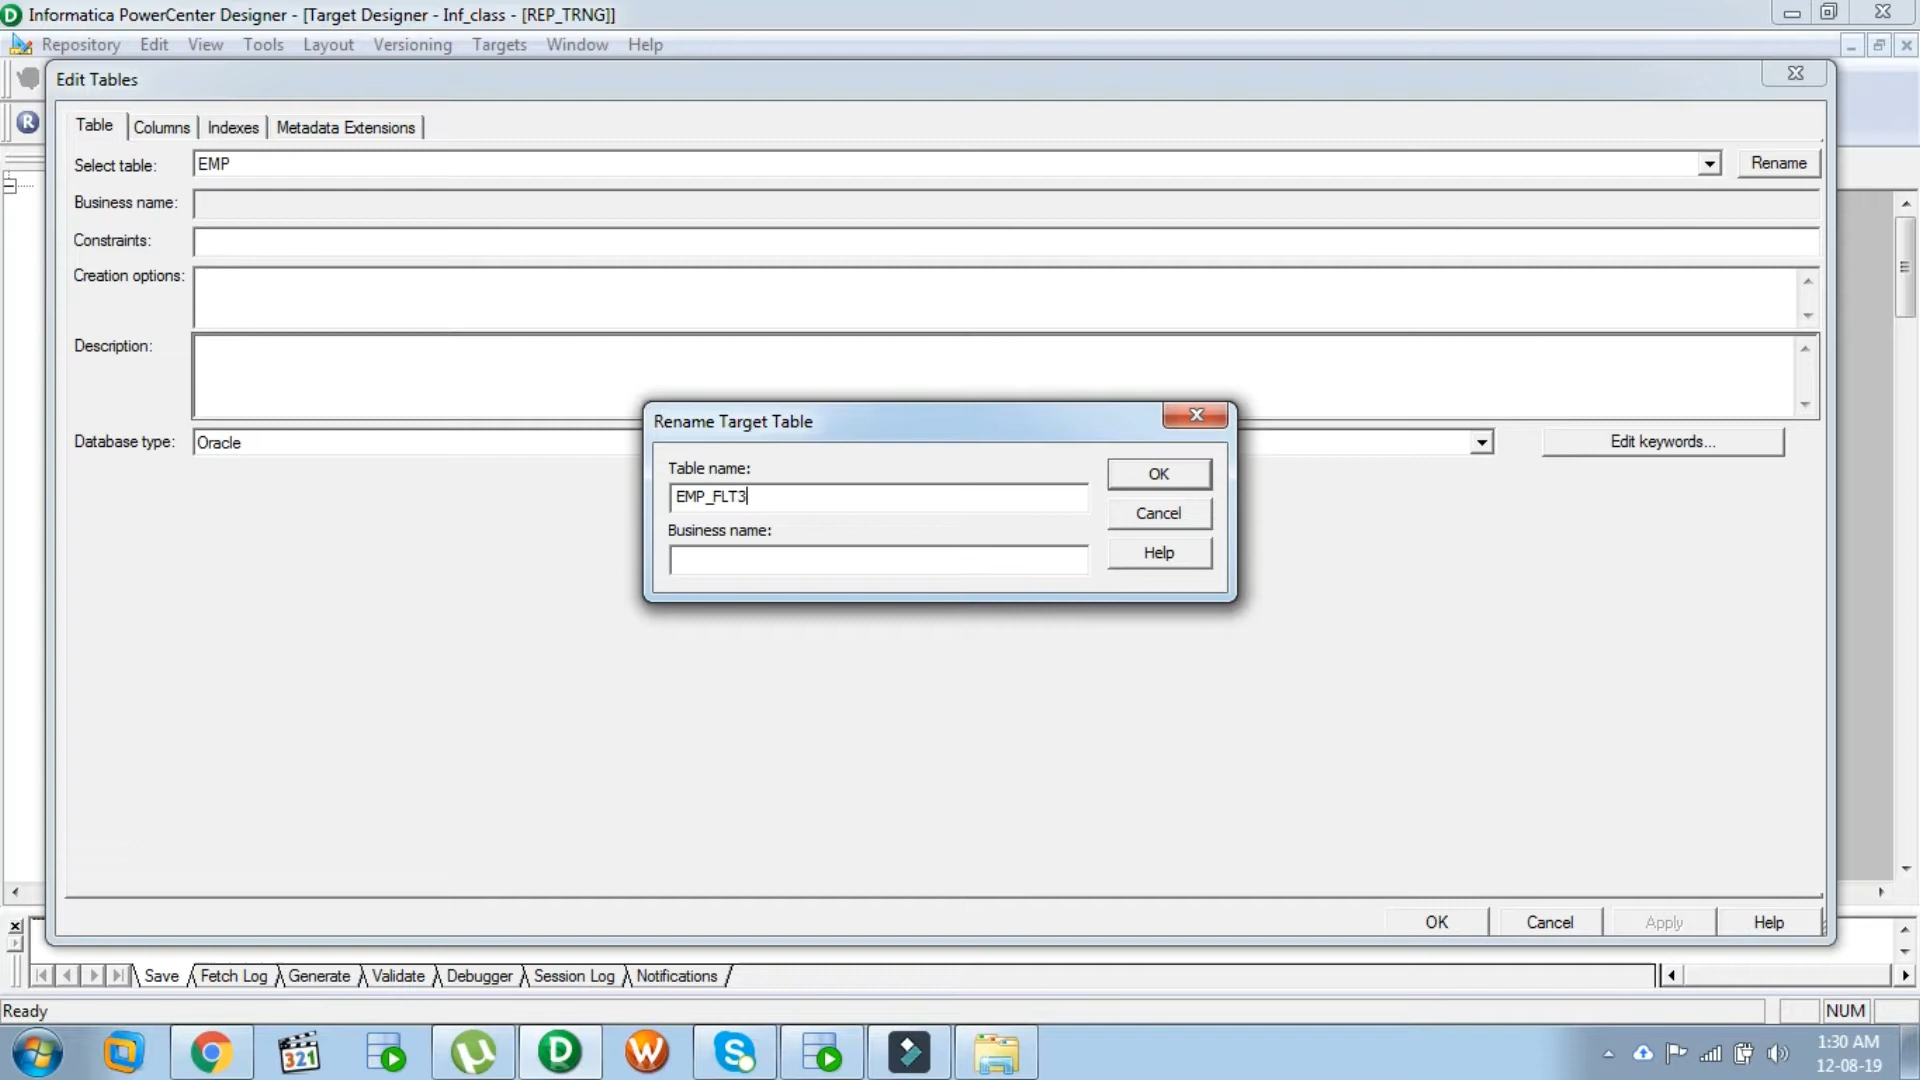 Informatica PowerCenter Designer - [Target Designer - Inf_class - [REP_TRNG]]
Repository Edit View Tools Layout Versioning Targets Window Help
Edit Tables
Table Columns Indexes Metadata Extensions
Select table: EMP Rename
Business name:
Constraints:
Creation options:
Description:
Database type: Oracle Edit keywords...
Rename Target Table
Table name:
EMP_FLT3
Business name:
OK
Cancel
Help
OK Cancel Apply Help
Save Fetch Log Generate Validate Debugger Session Log Notifications
Ready NUM
1:30 AM
12-08-19
R
321